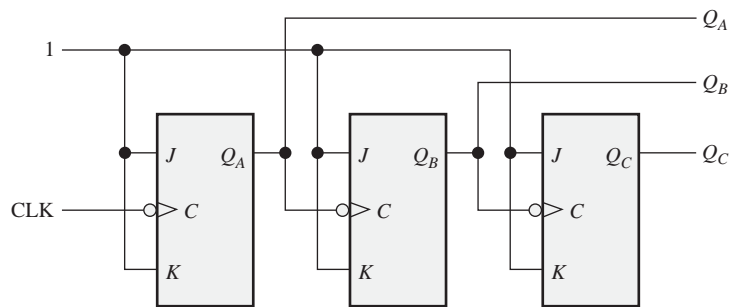 Q_A
1
Q_B
J Q_A J Q_B J Q_C Q_C
CLK C C C
K K K